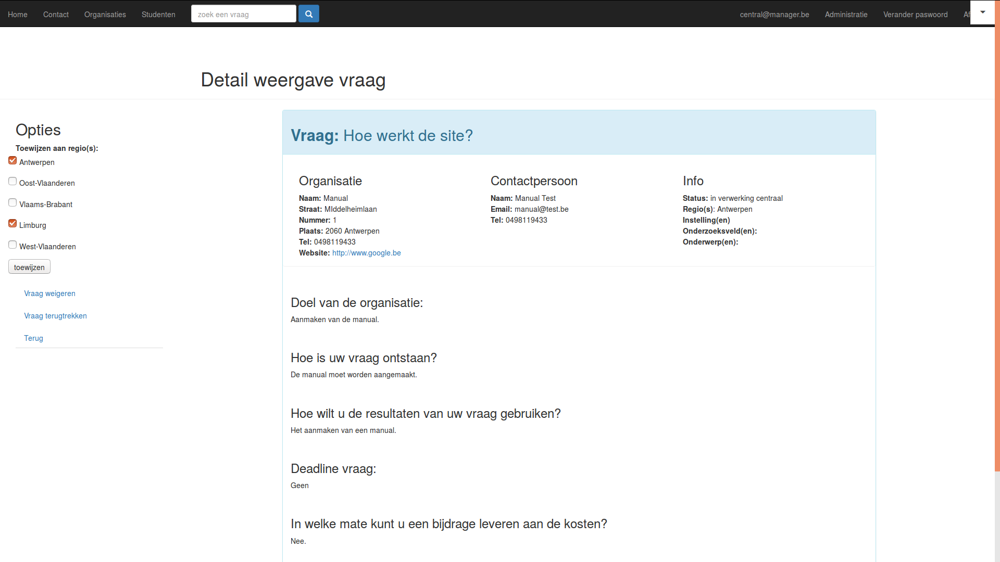 Home Contact Organisaties Studenten zoek een vraag central@manager.be Administratie Verander paswoord Af
Detail weergave vraag
Opties
Toewijzen aan regio(s):
Antwerpen
Oost-Vlaanderen
Vlaams-Brabant
Limburg
West-Vlaanderen
toewijzen
Vraag weigeren
Vraag terugtrekken
Terug
Vraag: Hoe werkt de site?
Organisatie
Naam: Manual
Straat: MIddelheimlaan
Nummer: 1
Plaats: 2060 Antwerpen
Tel: 0498119433
Website: http://www.google.be
Contactpersoon
Naam: Manual Test
Email: manual@test.be
Tel: 0498119433
Info
Status: in verwerking centraal
Regio(s): Antwerpen
Instelling(en)
Onderzoeksveld(en):
Onderwerp(en):
Doel van de organisatie:
Aanmaken van de manual.
Hoe is uw vraag ontstaan?
De manual moet worden aangemaakt.
Hoe wilt u de resultaten van uw vraag gebruiken?
Het aanmaken van een manual.
Deadline vraag:
Geen
In welke mate kunt u een bijdrage leveren aan de kosten?
Nee.